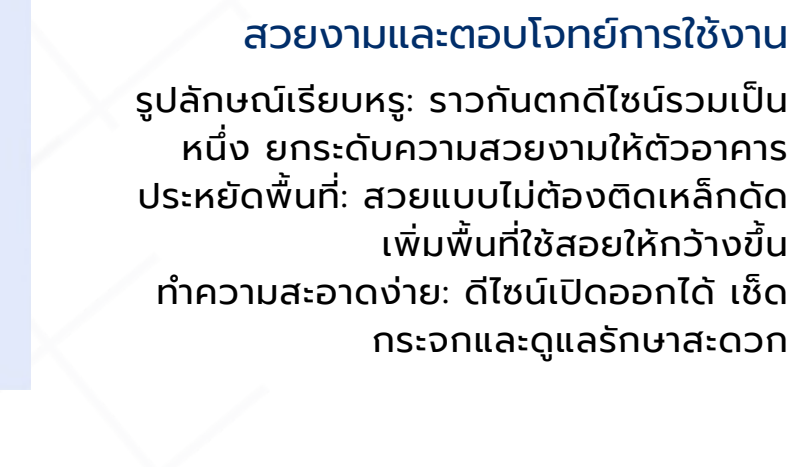 สวยงามและตอบโจทย์การใช้งาน
รูปลักษณ์เรียบหรู: ราวกันตกดีไซน์รวมเป็น
หนึ่ง ยกระดับความสวยงามให้ตัวอาคาร
ประหยัดพื้นที่: สวยแบบไม่ต้องติดเหล็กดัด
เพิ่มพื้นที่ใช้สอยให้กว้างขึ้น
ทำความสะอาดง่าย: ดีไซน์เปิดออกได้ เช็ด
กระจกและดูแลรักษาสะดวก